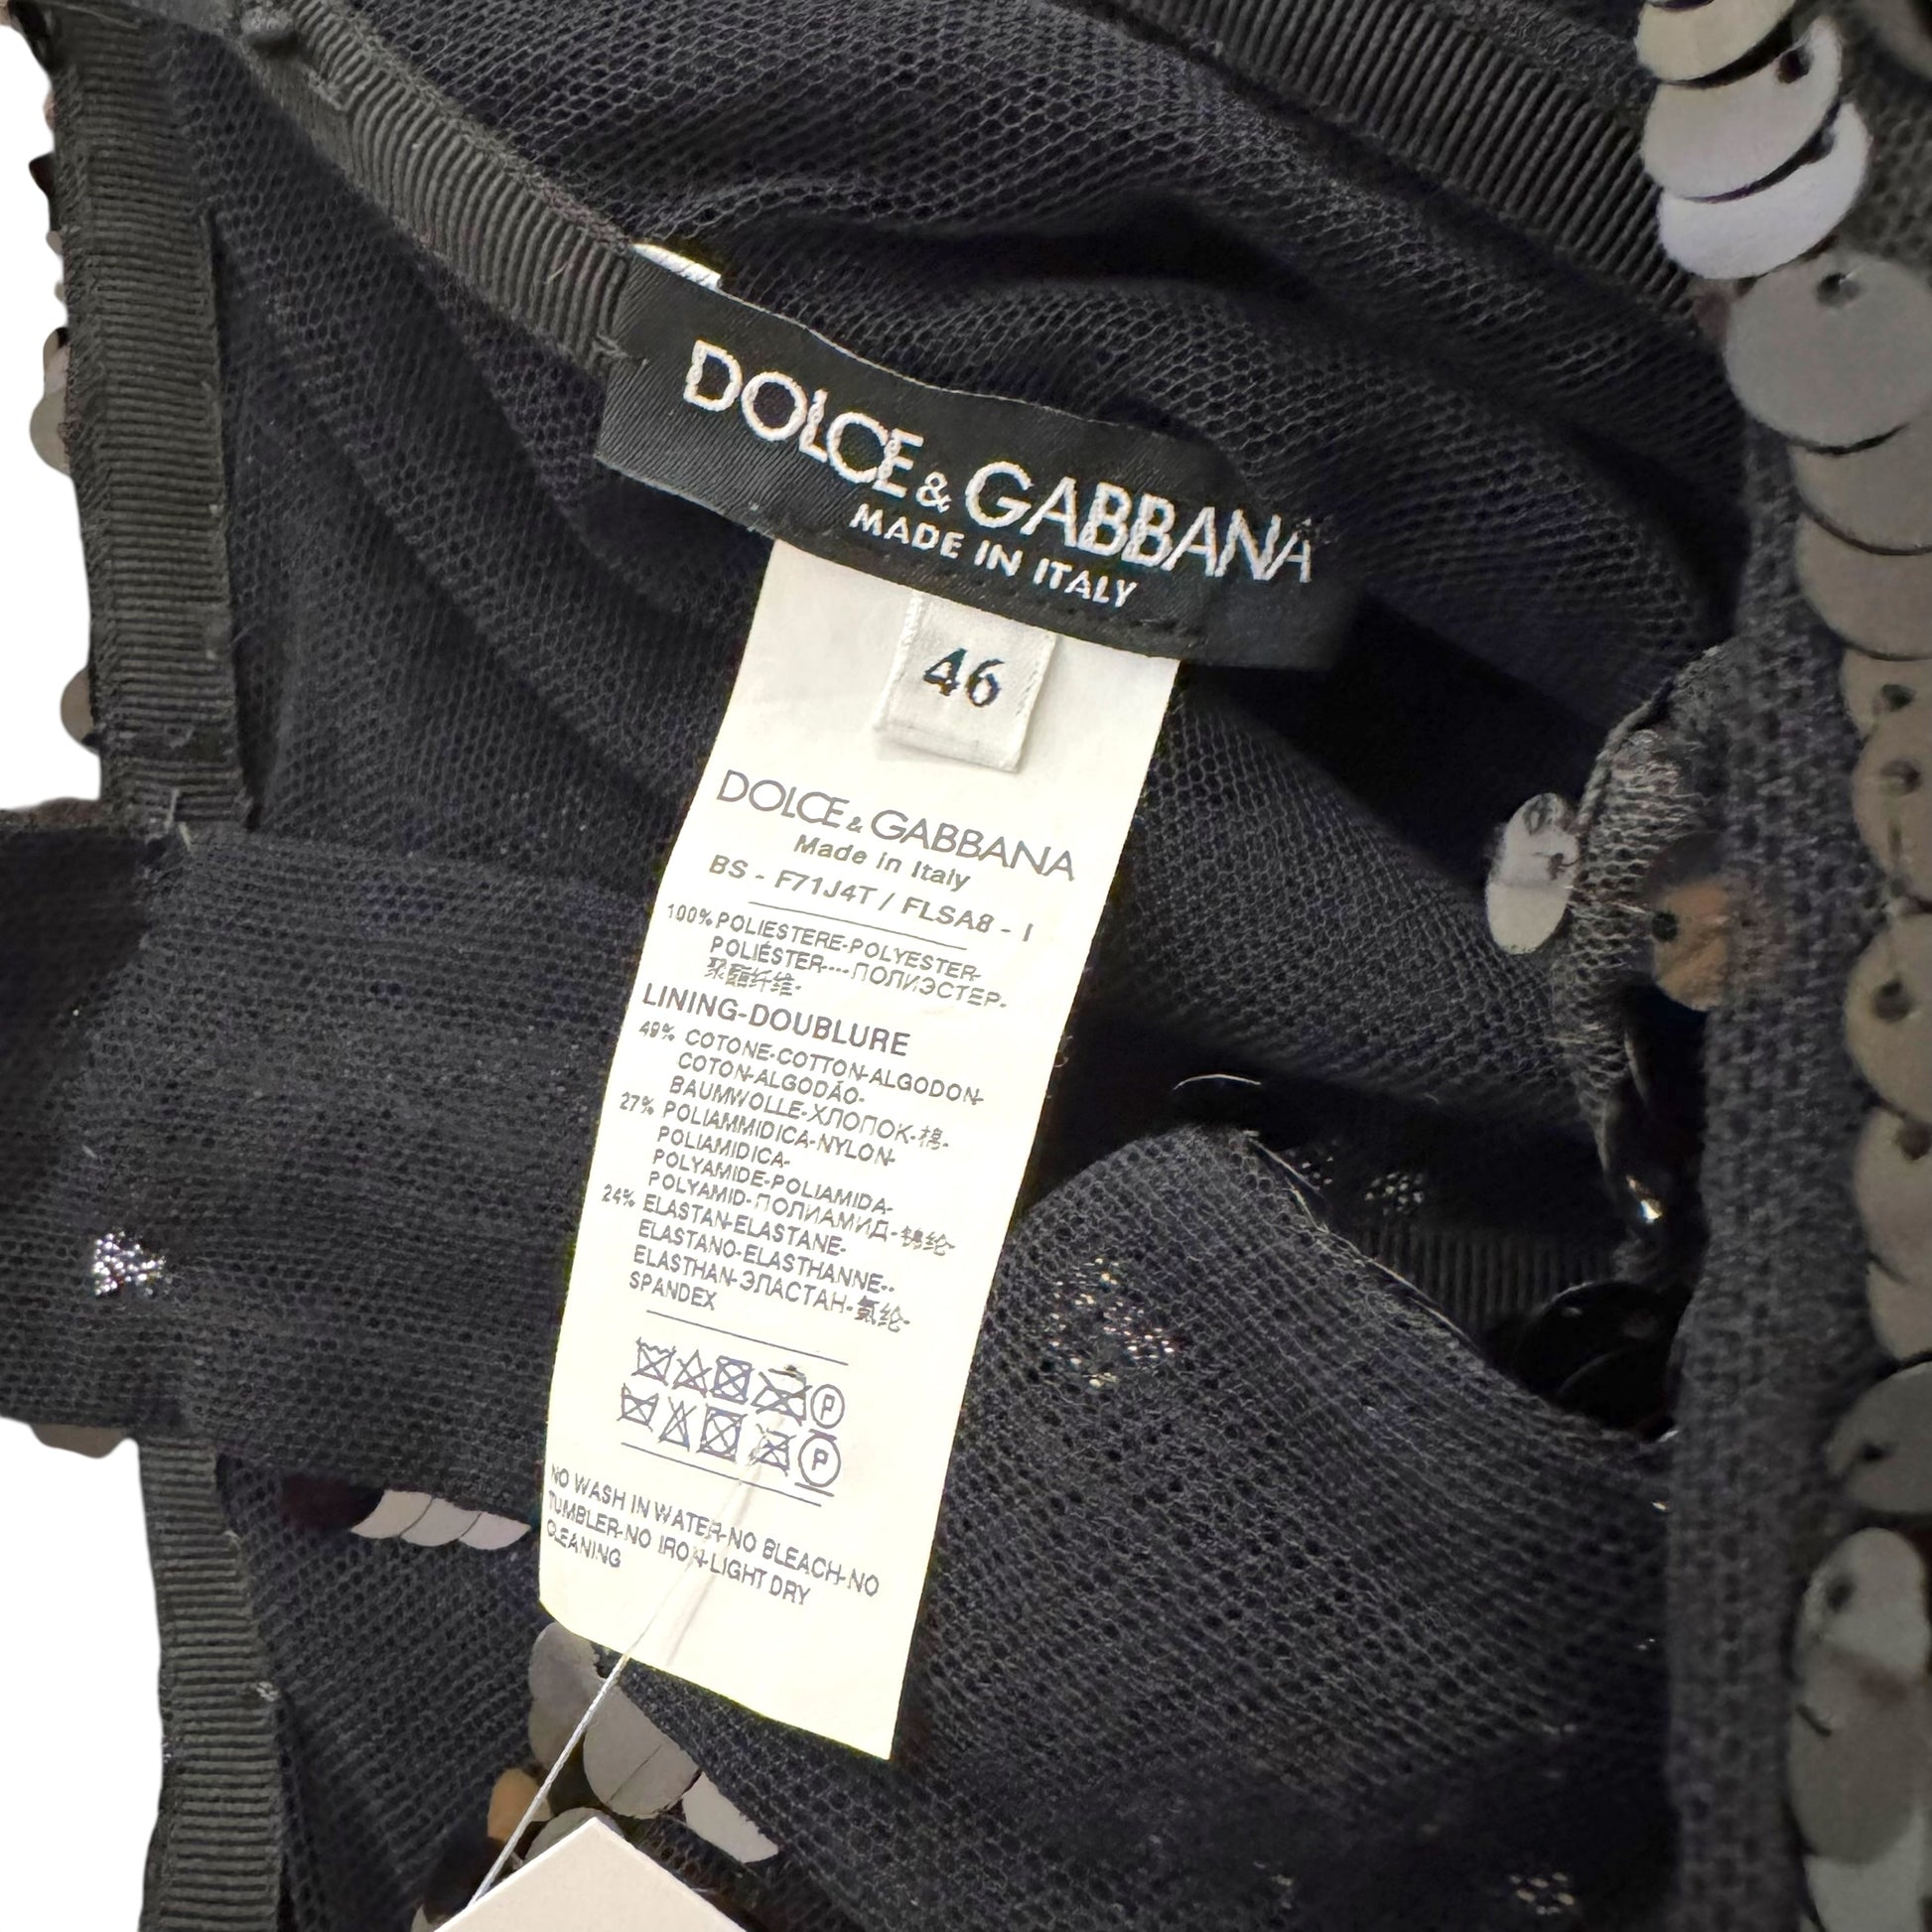 DOLCE & GABBANA
MADE IN ITALY
46
DOLCE & GABBANA
Made in Italy
BS - F71J4T / FLSA8 - I
100% POLIESTERE-POLYESTER-
POLIÉSTER----ПОЛИЭСТЕР-
聚酯纤维-
LINING-DOUBLURE
49% COTONE-COTTON-ALGODON-
COTON-ALGODÃO-
BAUMWOLLE-ХЛОПОК-棉-
27% POLIAMMIDICA-NYLON-
POLIAMIDICA-
POLYAMIDE-POLIAMIDA-
POLYAMID-ПОЛИАМИД-锦纶-
24% ELASTAN-ELASTANE-
ELASTANO-ELASTHANNE--
ELASTHAN-ЭЛАСТАН-氨纶-
SPANDEX
P
P
NO WASH IN WATER-NO BLEACH-NO
TUMBLER-NO IRON-LIGHT DRY
CLEANING